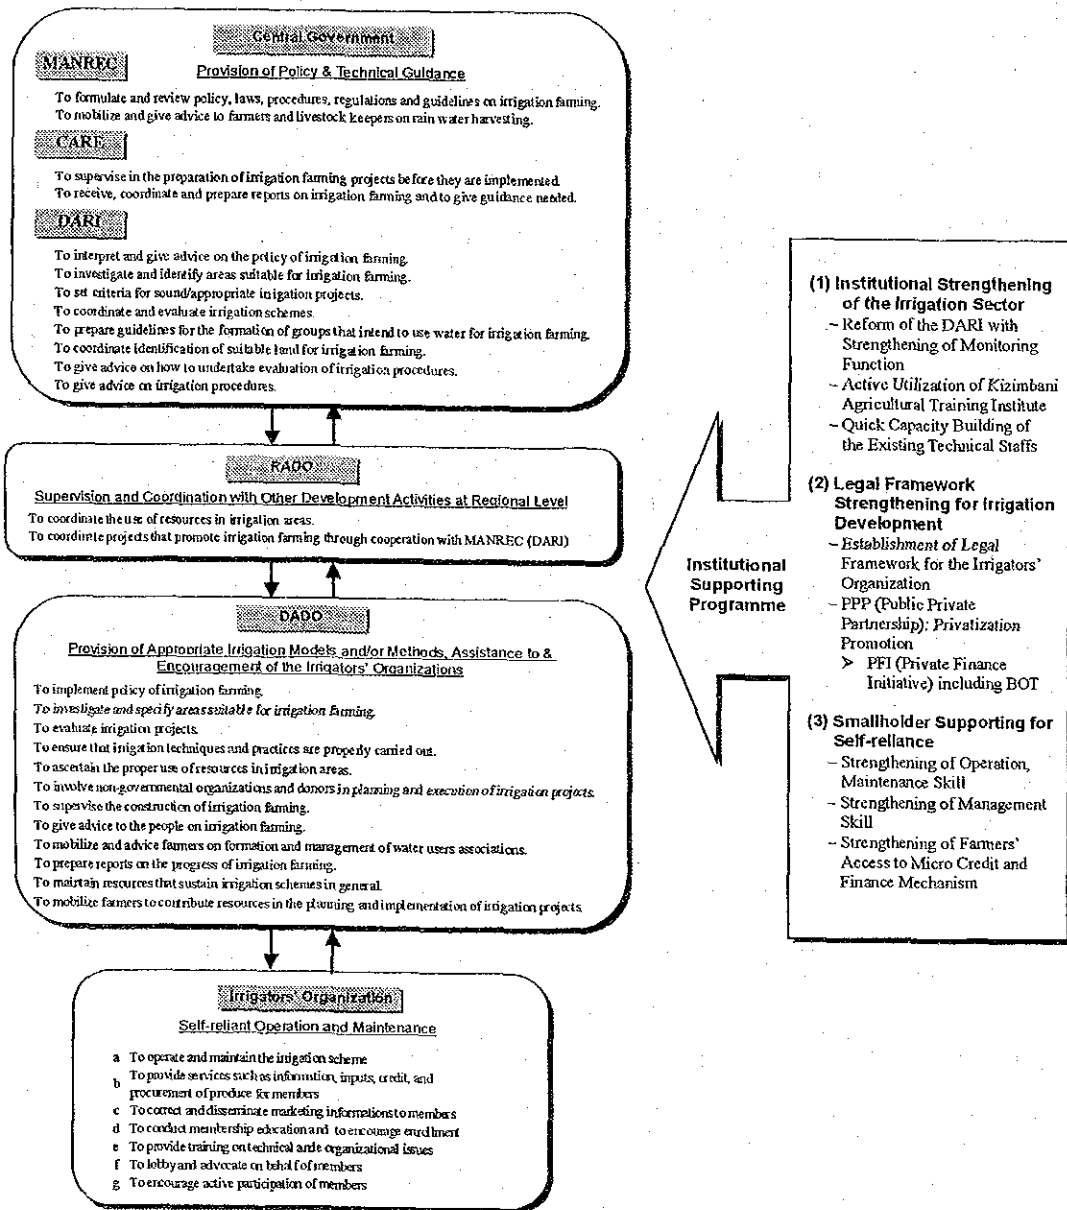 Central Government
MANREC
Provision of Policy & Technical Guidance
To formulate and review policy, laws, procedures, regulations and guidelines on irrigation farming.
To mobilize and give advice to farmers and livestock keepers on rain water harvesting.
CARE
To supervise in the preparation of irrigation farming projects before they are implemented.
To receive, coordinate and prepare reports on irrigation farming and to give guidance needed.
DARI
To interpret and give advice on the policy of irrigation farming.
To investigate and identify areas suitable for irrigation farming.
To set criteria for sound/appropriate irrigation projects.
To coordinate and evaluate irrigation schemes.
To prepare guidelines for the formation of groups that intend to use water for irrigation farming.
To coordinate identification of suitable land for irrigation farming.
To give advice on how to undertake evaluation of irrigation procedures.
To give advice on irrigation procedures.
RADO
Supervision and Coordination with Other Development Activities at Regional Level
To coordinate the use of resources in irrigation areas.
To coordinate projects that promote irrigation farming through cooperation with MANREC (DARI)
DADO
Provision of Appropriate Irrigation Models and/or Methods, Assistance to &
Encouragement of the Irrigators' Organizations
To implement policy of irrigation farming.
To investigate and specify areas suitable for irrigation farming.
To evaluate irrigation projects.
To ensure that irrigation techniques and practices are properly carried out.
To ascertain the proper use of resources in irrigation areas.
To involve non-governmental organizations and donors in planning and execution of irrigation projects.
To supervise the construction of irrigation farming.
To give advice to the people on irrigation farming.
To mobilize and advice farmers on formation and management of water users associations.
To prepare reports on the progress of irrigation farming.
To maintain resources that sustain irrigation schemes in general.
To mobilize farmers to contribute resources in the planning and implementation of irrigation projects.
Irrigators' Organization
Self-reliant Operation and Maintenance
a To operate and maintain the irrigation scheme
b To provide services such as information, inputs, credit, and
procurement of produce for members
c To correct and disseminate marketing informations to members
d To conduct membership education and to encourage enrollment
e To provide training on technical ande organizational issues
f To lobby and advocate on behalf of members
g To encourage active participation of members
Institutional
Supporting
Programme
(1) Institutional Strengthening
of the Irrigation Sector
– Reform of the DARI with
Strengthening of Monitoring
Function
– Active Utilization of Kizimbani
Agricultural Training Institute
– Quick Capacity Building of
the Existing Technical Staffs
(2) Legal Framework
Strengthening for Irrigation
Development
– Establishment of Legal
Framework for the Irrigators'
Organization
– PPP (Public Private
Partnership): Privatization
Promotion
➢ PFI (Private Finance
Initiative) including BOT
(3) Smallholder Supporting for
Self-reliance
– Strengthening of Operation,
Maintenance Skill
– Strengthening of Management
Skill
– Strengthening of Farmers'
Access to Micro Credit and
Finance Mechanism